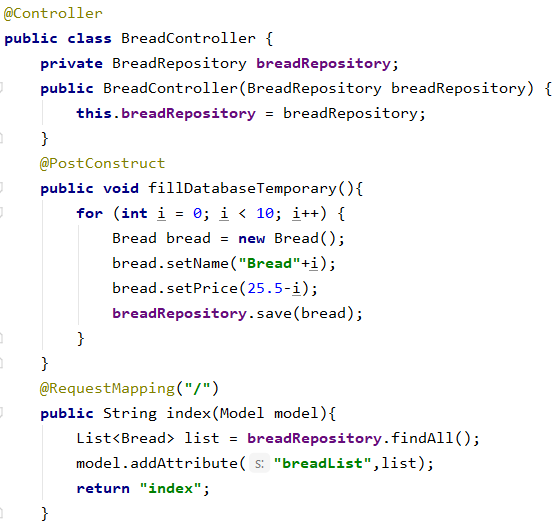 @Controller
public class BreadController {
    private BreadRepository breadRepository;
    public BreadController(BreadRepository breadRepository) {
        this.breadRepository = breadRepository;
    }
    @PostConstruct
    public void fillDatabaseTemporary(){
        for (int i = 0; i < 10; i++) {
            Bread bread = new Bread();
            bread.setName("Bread"+i);
            bread.setPrice(25.5-i);
            breadRepository.save(bread);
        }
    }
    @RequestMapping("/")
    public String index(Model model){
        List<Bread> list = breadRepository.findAll();
        model.addAttribute( s: "breadList",list);
        return "index";
    }